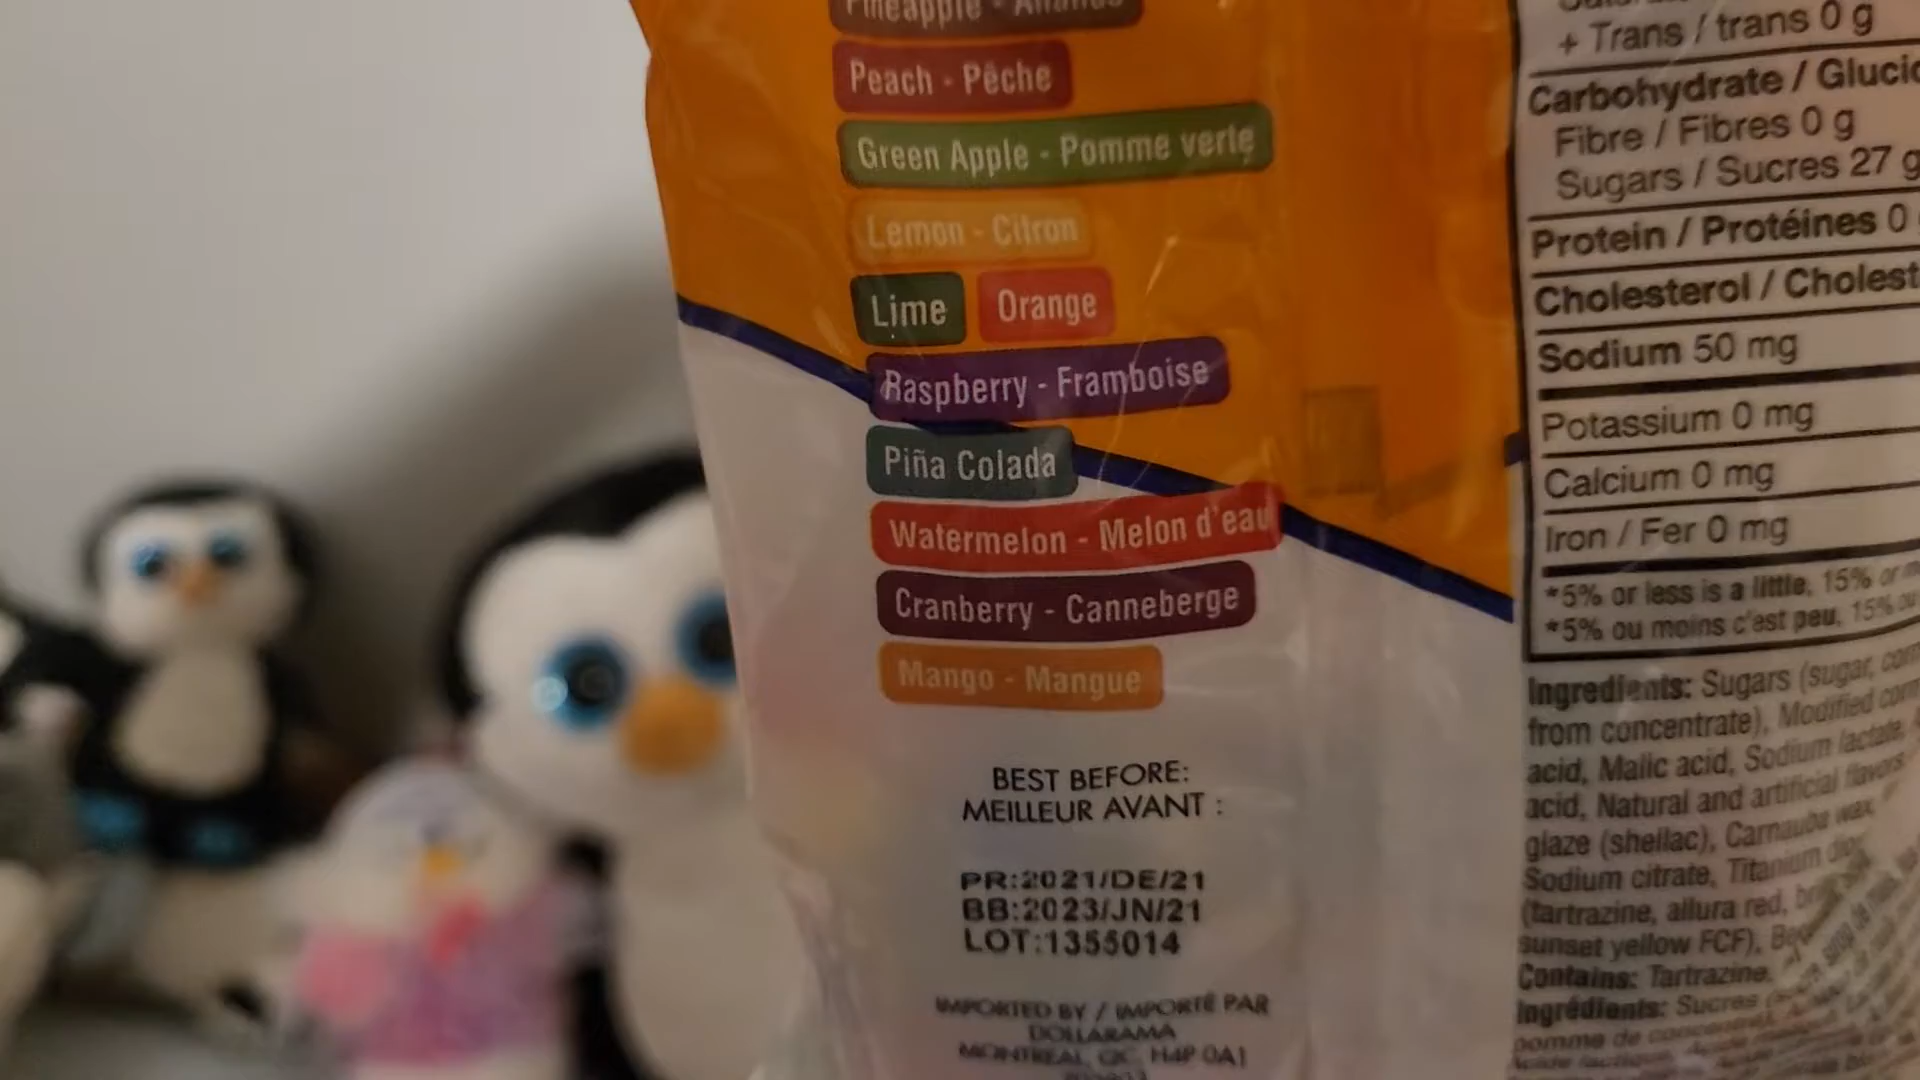 Pineapple - Ananas
Peach - Pêche
Green Apple - Pomme verte
Lemon - Citron
Lime
Orange
Raspberry - Framboise
Piña Colada
Watermelon - Melon d'eau
Cranberry - Canneberge
Mango - Mangue
BEST BEFORE:
MEILLEUR AVANT :
PR:2021/DE/21
BB:2023/JN/21
LOT:1355014
IMPORTED BY / IMPORTÉ PAR
DOLLARAMA
MONTREAL, QC, H4P 0A1
+ Trans / trans 0 g
Carbohydrate / Glucid
Fibre / Fibres 0 g
Sugars / Sucres 27 g
Protein / Protéines 0
Cholesterol / Cholest
Sodium 50 mg
Potassium 0 mg
Calcium 0 mg
Iron / Fer 0 mg
*5% or less is a little, 15% or
*5% ou moins c'est peu, 15% ou
Ingredients: Sugars (sugar, corn
from concentrate), Modified corn
acid, Malic acid, Sodium lactate,
acid, Natural and artificial flavors
glaze (shellac), Carnauba wax,
Sodium citrate, Titanium
(tartrazine, allura red,
sunset yellow FCF),
Contains: Tartrazine.
Ingrédients: Sucres
pomme de